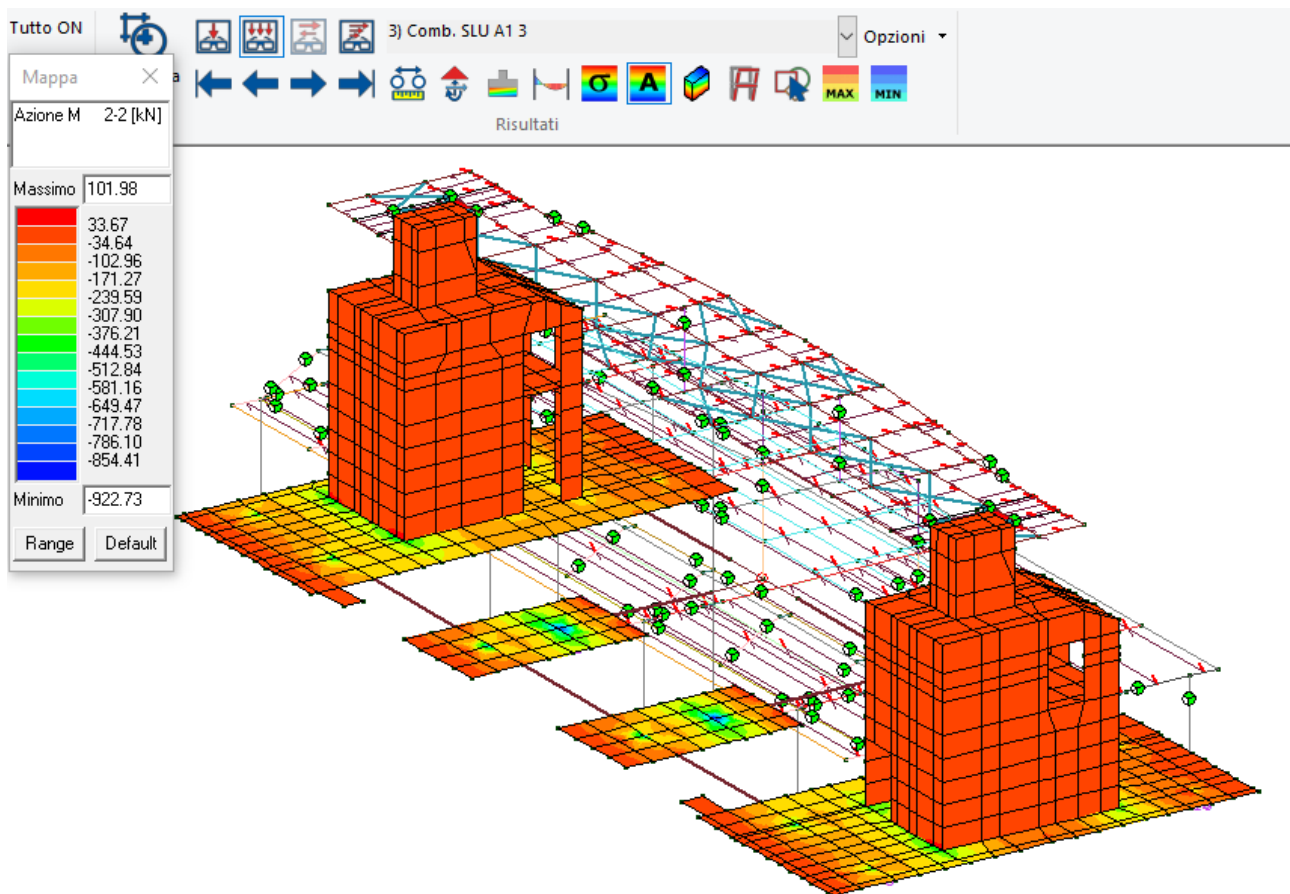 Tutto ON
3) Comb. SLU A1 3
Opzioni
σ
A
MAX
MIN
Risultati
Mappa
a
Azione M 2-2 [kN]
Massimo 101.98
33.67
-34.64
-102.96
-171.27
-239.59
-307.90
-376.21
-444.53
-512.84
-581.16
-649.47
-717.78
-786.10
-854.41
Minimo -922.73
Range Default